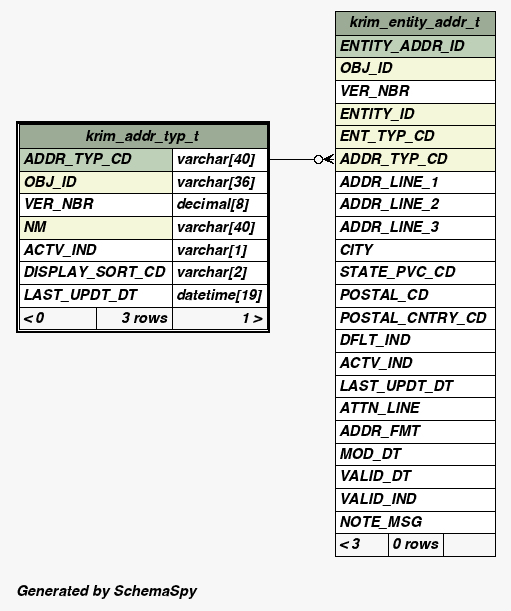 krim_addr_typ_t
ADDR_TYP_CD varchar[40]
OBJ_ID varchar[36]
VER_NBR decimal[8]
NM varchar[40]
ACTV_IND varchar[1]
DISPLAY_SORT_CD varchar[2]
LAST_UPDT_DT datetime[19]
< 0 3 rows 1 >
krim_entity_addr_t
ENTITY_ADDR_ID
OBJ_ID
VER_NBR
ENTITY_ID
ENT_TYP_CD
ADDR_TYP_CD
ADDR_LINE_1
ADDR_LINE_2
ADDR_LINE_3
CITY
STATE_PVC_CD
POSTAL_CD
POSTAL_CNTRY_CD
DFLT_IND
ACTV_IND
LAST_UPDT_DT
ATTN_LINE
ADDR_FMT
MOD_DT
VALID_DT
VALID_IND
NOTE_MSG
< 3 0 rows
Generated by SchemaSpy